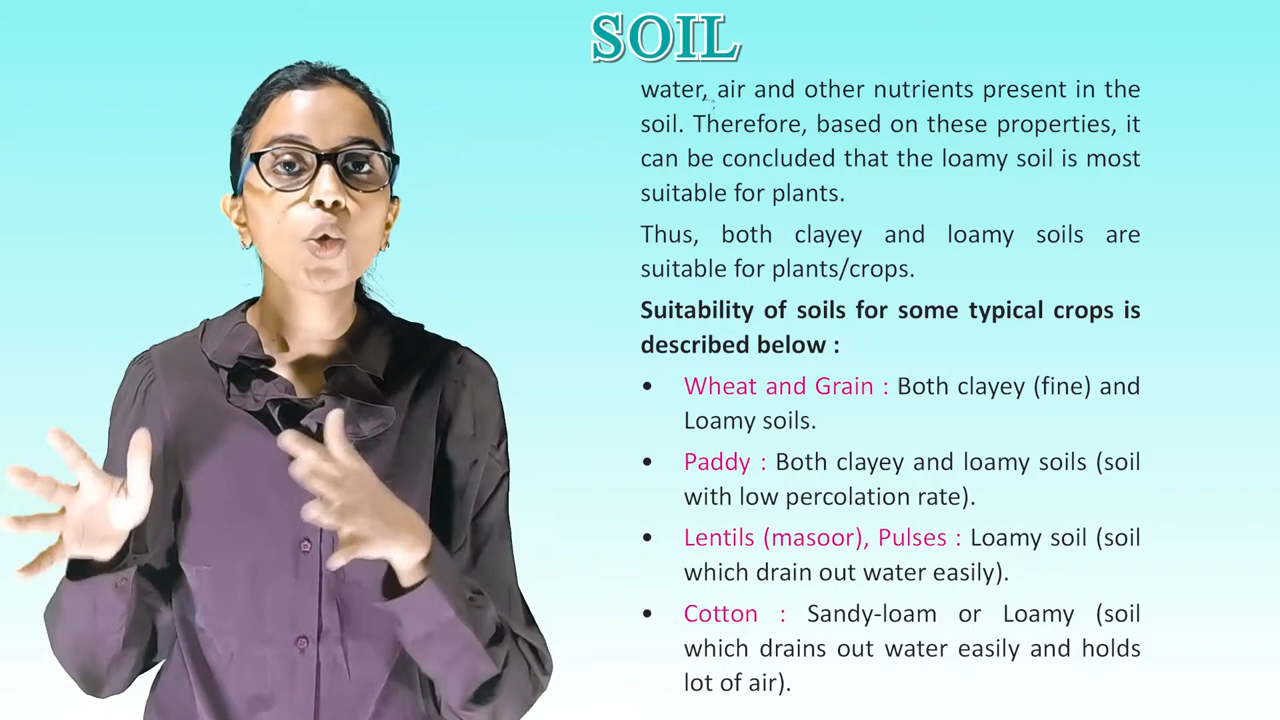 SOIL
water, air and other nutrients present in the
soil. Therefore, based on these properties, it
can be concluded that the loamy soil is most
suitable for plants.
Thus, both clayey and loamy soils are
suitable for plants/crops.
Suitability of soils for some typical crops is
described below :
• Wheat and Grain : Both clayey (fine) and
Loamy soils.
• Paddy : Both clayey and loamy soils (soil
with low percolation rate).
• Lentils (masoor), Pulses : Loamy soil (soil
which drain out water easily).
• Cotton : Sandy-loam or Loamy (soil
which drains out water easily and holds
lot of air).